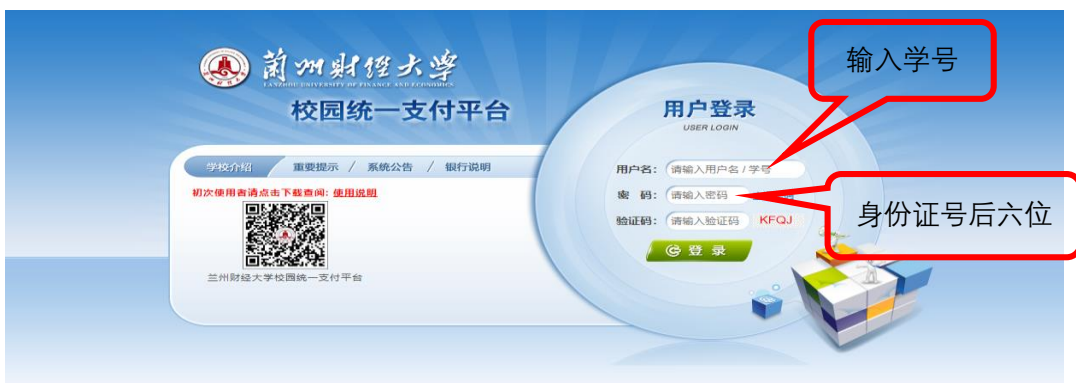 兰州财经大学
LANZHOU UNIVERSITY OF FINANCE AND ECONOMICS
校园统一支付平台
学校介绍 / 重要提示 / 系统公告 / 银行说明
初次使用者请点击下载查阅: 使用说明
兰州财经大学校园统一支付平台
用户登录
USER LOGIN
用户名: 请输入用户名 / 学号
密 码: 请输入密码
验证码: 请输入验证码 KFQJ
登 录
输入学号
身份证号后六位